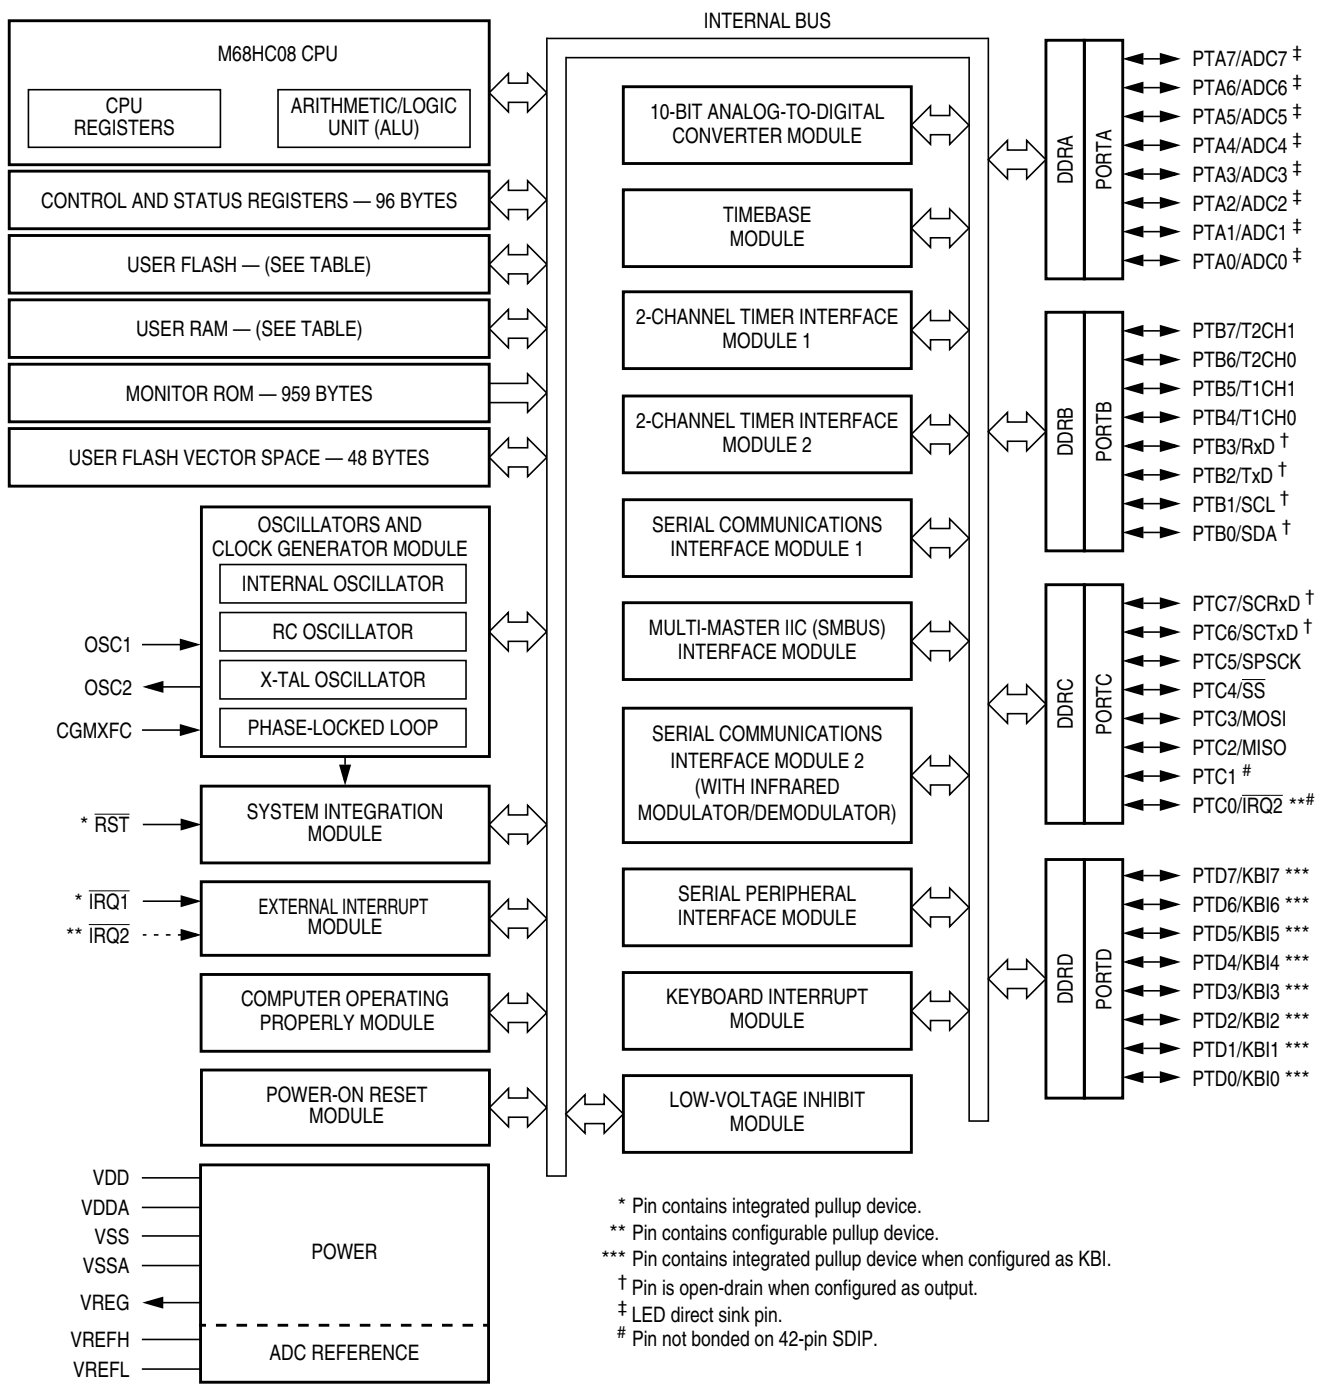 INTERNAL BUS
M68HC08 CPU
CPU
REGISTERS
ARITHMETIC/LOGIC
UNIT (ALU)
CONTROL AND STATUS REGISTERS — 96 BYTES
USER FLASH — (SEE TABLE)
USER RAM — (SEE TABLE)
MONITOR ROM — 959 BYTES
USER FLASH VECTOR SPACE — 48 BYTES
OSCILLATORS AND
CLOCK GENERATOR MODULE
INTERNAL OSCILLATOR
RC OSCILLATOR
X-TAL OSCILLATOR
PHASE-LOCKED LOOP
OSC1
OSC2
CGMXFC
SYSTEM INTEGRATION
MODULE
* RST
EXTERNAL INTERRUPT
MODULE
* IRQ1
** IRQ2
COMPUTER OPERATING
PROPERLY MODULE
POWER-ON RESET
MODULE
VDD
VDDA
VSS
VSSA
VREG
VREFH
VREFL
POWER
ADC REFERENCE
10-BIT ANALOG-TO-DIGITAL
CONVERTER MODULE
TIMEBASE
MODULE
2-CHANNEL TIMER INTERFACE
MODULE 1
2-CHANNEL TIMER INTERFACE
MODULE 2
SERIAL COMMUNICATIONS
INTERFACE MODULE 1
MULTI-MASTER IIC (SMBUS)
INTERFACE MODULE
SERIAL COMMUNICATIONS
INTERFACE MODULE 2
(WITH INFRARED
MODULATOR/DEMODULATOR)
SERIAL PERIPHERAL
INTERFACE MODULE
KEYBOARD INTERRUPT
MODULE
LOW-VOLTAGE INHIBIT
MODULE
DDRA
PORTA
PTA7/ADC7 ‡
PTA6/ADC6 ‡
PTA5/ADC5 ‡
PTA4/ADC4 ‡
PTA3/ADC3 ‡
PTA2/ADC2 ‡
PTA1/ADC1 ‡
PTA0/ADC0 ‡
DDRB
PORTB
PTB7/T2CH1
PTB6/T2CH0
PTB5/T1CH1
PTB4/T1CH0
PTB3/RxD †
PTB2/TxD †
PTB1/SCL †
PTB0/SDA †
DDRC
PORTC
PTC7/SCRxD †
PTC6/SCTxD †
PTC5/SPSCK
PTC4/SS
PTC3/MOSI
PTC2/MISO
PTC1 #
PTC0/IRQ2 **#
DDRD
PORTD
PTD7/KBI7 ***
PTD6/KBI6 ***
PTD5/KBI5 ***
PTD4/KBI4 ***
PTD3/KBI3 ***
PTD2/KBI2 ***
PTD1/KBI1 ***
PTD0/KBI0 ***
* Pin contains integrated pullup device.
** Pin contains configurable pullup device.
*** Pin contains integrated pullup device when configured as KBI.
† Pin is open-drain when configured as output.
‡ LED direct sink pin.
# Pin not bonded on 42-pin SDIP.